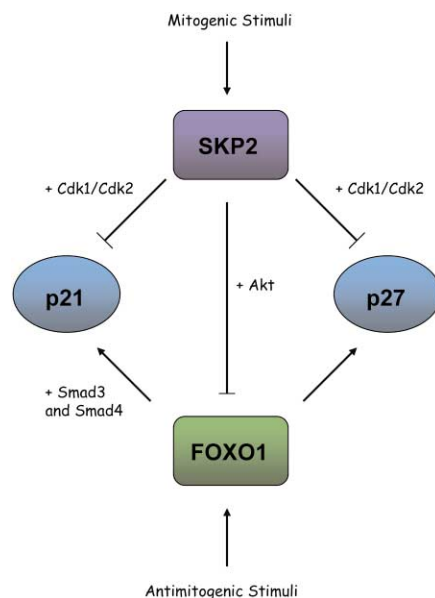 Mitogenic Stimuli
SKP2
+ Cdk1/Cdk2
+ Cdk1/Cdk2
+ Akt
p21
p27
+ Smad3
and Smad4
FOXO1
Antimitogenic Stimuli